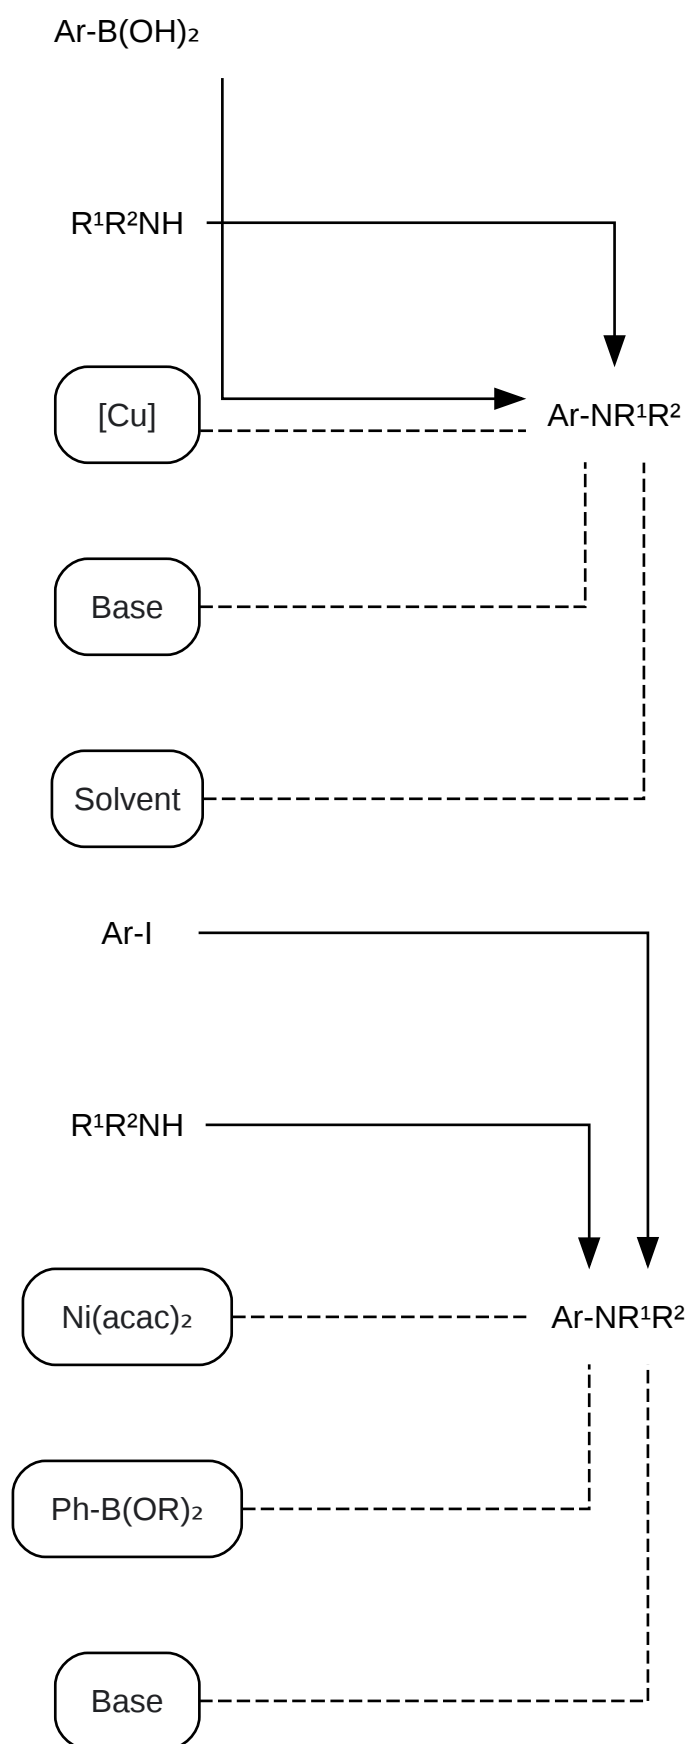 Ar-B(OH)₂
R¹R²NH
[Cu]
Ar-NR¹R²
Base
Solvent
Ar-I
R¹R²NH
Ni(acac)₂
Ar-NR¹R²
Ph-B(OR)₂
Base